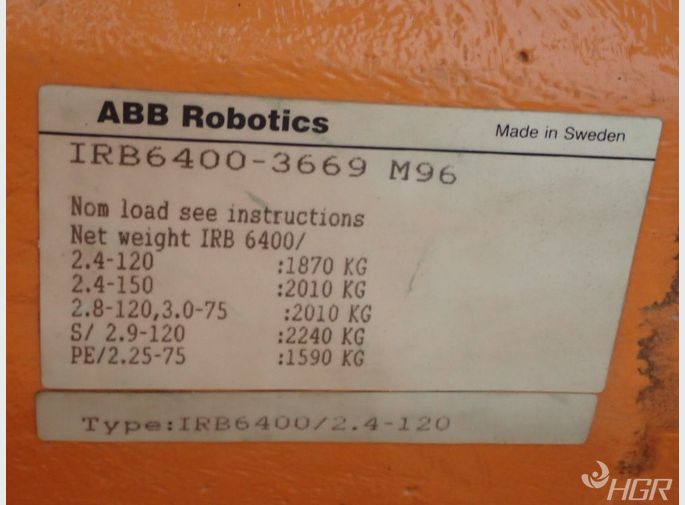 ABB Robotics
Made in Sweden
IRB6400-3669 M96
Nom load see instructions
Net weight IRB 6400/
2.4-120 :1870 KG
2.4-150 :2010 KG
2.8-120,3.0-75 :2010 KG
S/ 2.9-120 :2240 KG
PE/2.25-75 :1590 KG
Type:IRB6400/2.4-120
HGR